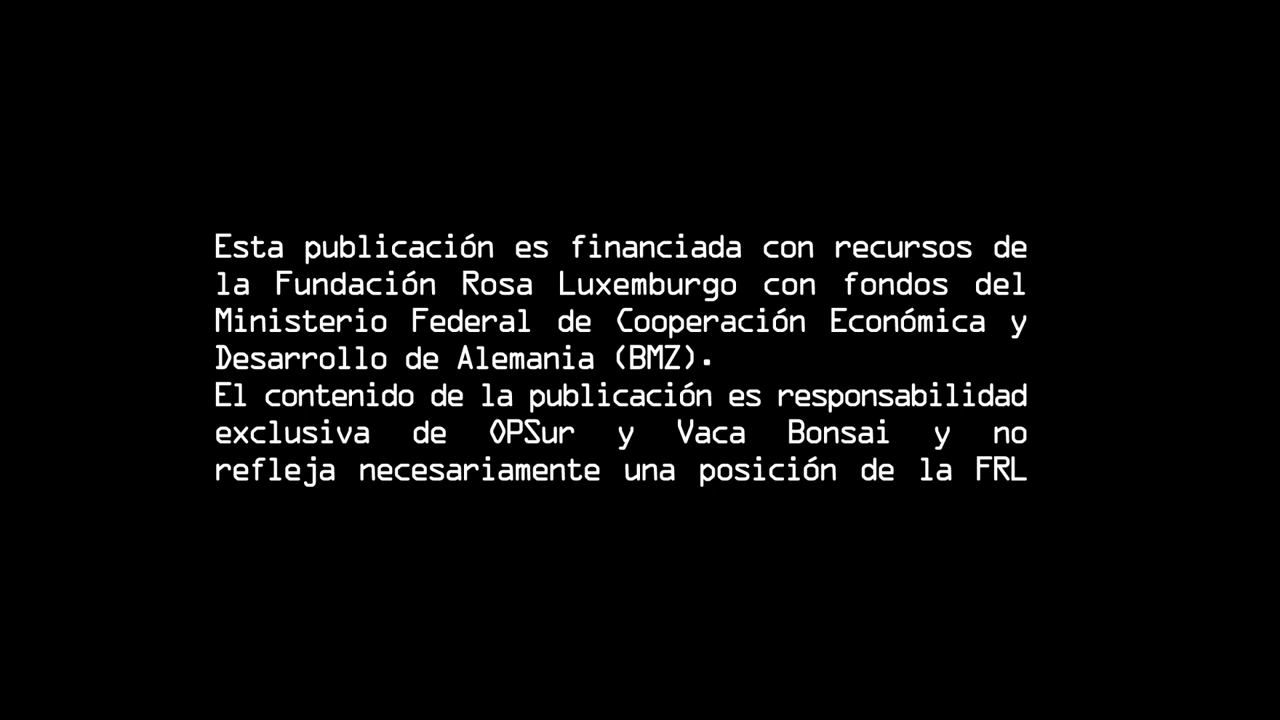 Esta publicación es financiada con recursos de
la Fundación Rosa Luxemburgo con fondos del
Ministerio Federal de Cooperación Económica y
Desarrollo de Alemania (BMZ).
El contenido de la publicación es responsabilidad
exclusiva de OPSur y Vaca Bonsai y no
refleja necesariamente una posición de la FRL